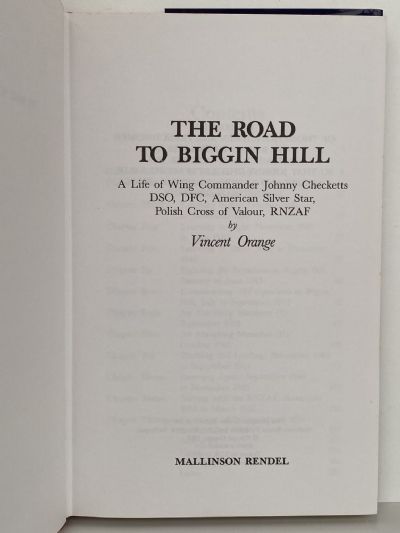 THE ROAD
TO BIGGIN HILL
A Life of Wing Commander Johnny Checketts
DSO, DFC, American Silver Star,
Polish Cross of Valour, RNZAF
by
Vincent Orange
MALLINSON RENDEL